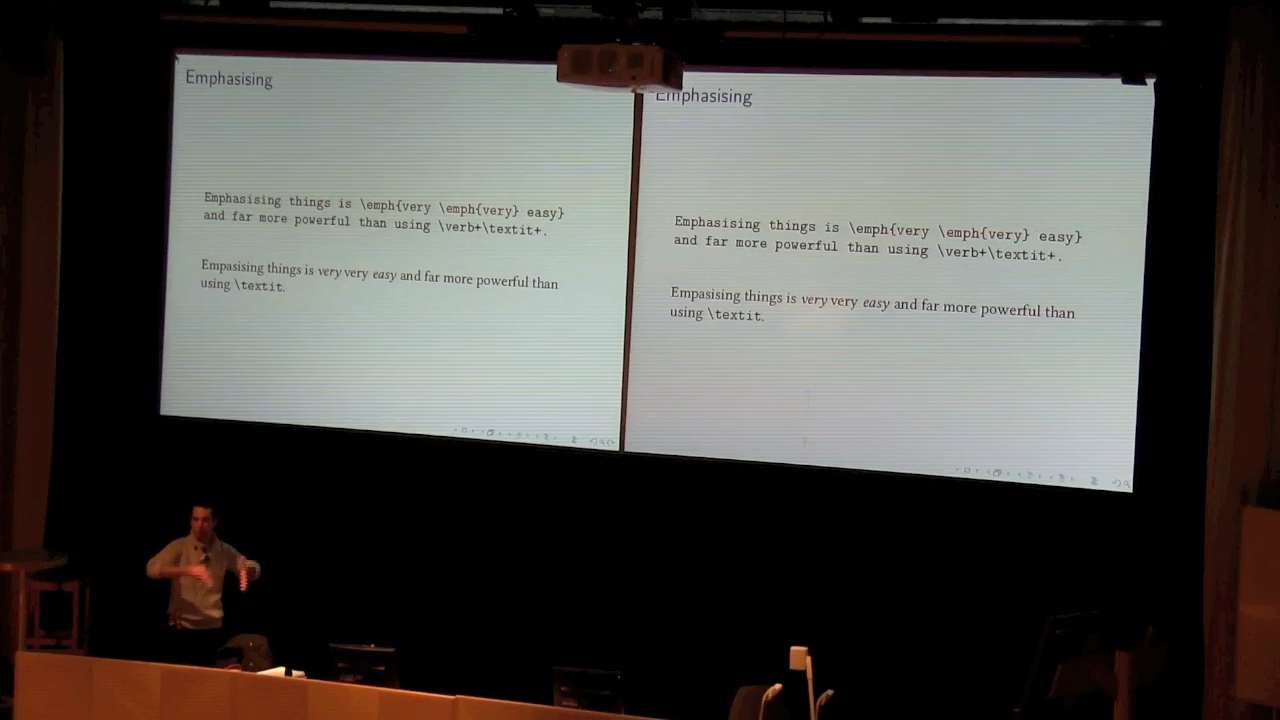 Emphasising
Emphasising things is \emph{very \emph{very} easy}
and far more powerful than using \verb+\textit+.
Empasising things is very very easy and far more powerful than
using \textit.
Emphasising
Emphasising things is \emph{very \emph{very} easy}
and far more powerful than using \verb+\textit+.
Empasising things is very very easy and far more powerful than
using \textit.